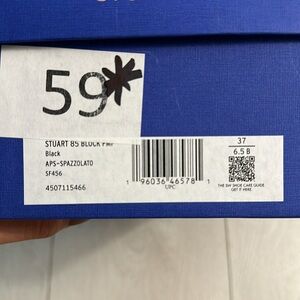 59*
STUART 85 BLOCK PMP
Black
APS-SPAZZOLATO
SF456
4507115466
1 96036 46578 1
UPC
37
6.5 B
THE SW SHOE CARE GUIDE
GET IT HERE